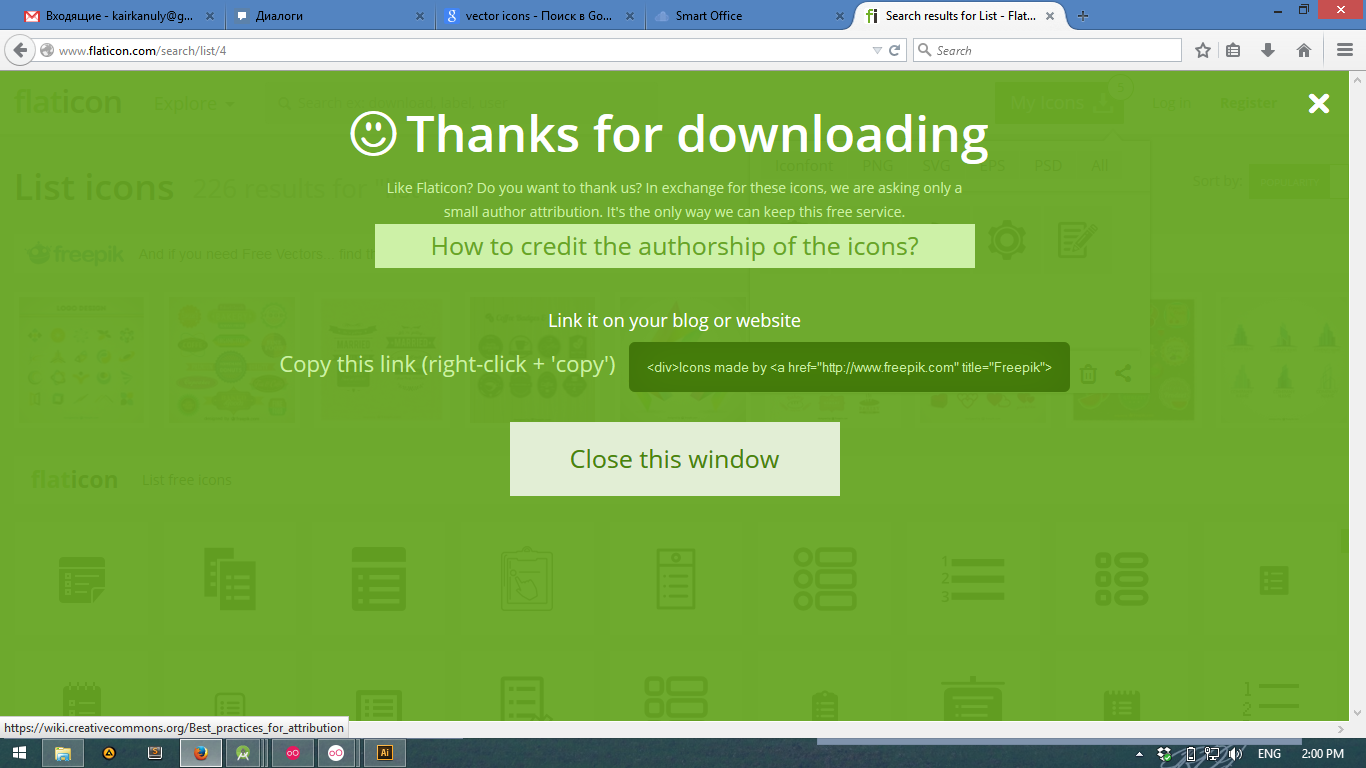 Входящие - kairkanuly@g...
Диалоги
vector icons - Поиск в Go...
Smart Office
Search results for List - Flat...
www.flaticon.com/search/list/4
Search
flaticon
Explore
My icons
Log in
Register
Thanks for downloading
Iconfont PNG SVG EPS PSD All
List icons
226 results for
Sort by:
Like Flaticon? Do you want to thank us? In exchange for these icons, we are asking only a
small author attribution. It's the only way we can keep this free service.
How to credit the authorship of the icons?
freepik
And if you need Free Vectors
Link it on your blog or website
Copy this link (right-click + 'copy')
<div>Icons made by <a href="http://www.freepik.com" title="Freepik">
Close this window
flaticon
List free icons
https://wiki.creativecommons.org/Best_practices_for_attribution
Ai
ENG
2:00 PM